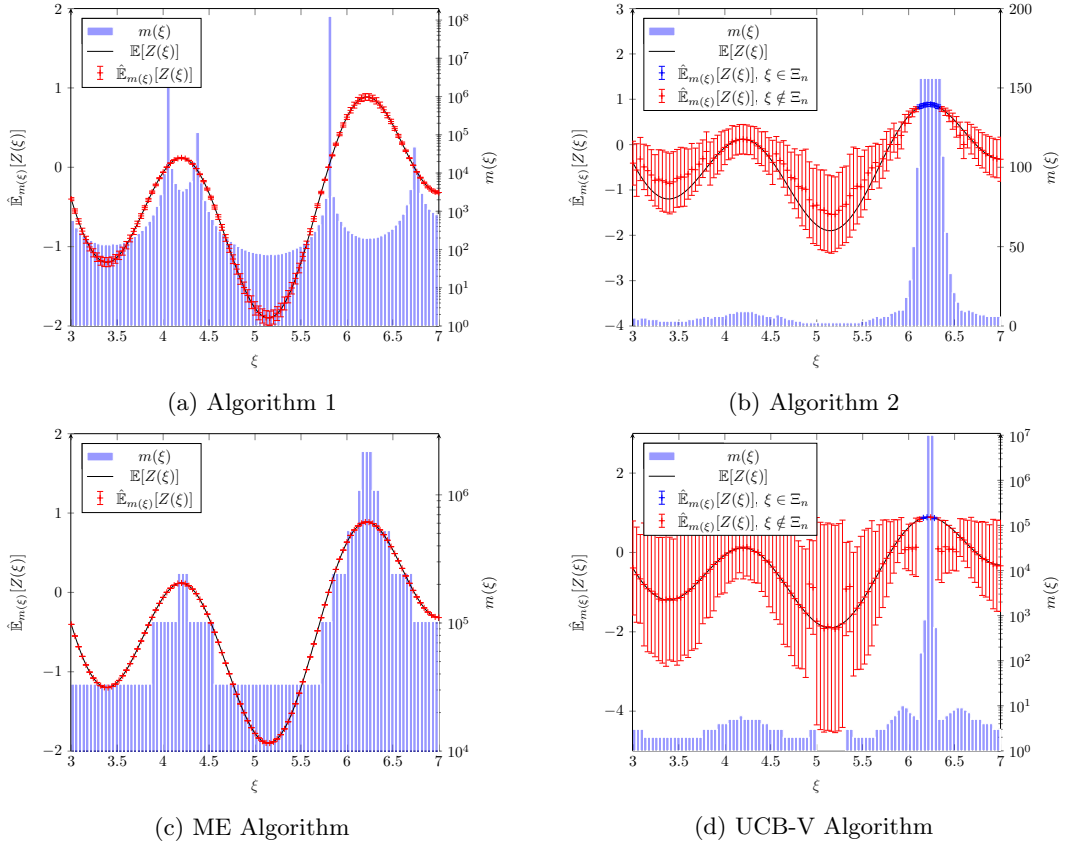 2
1
0
−1
−2
10^8
10^7
10^6
10^5
10^4
10^3
10^2
10^1
10^0
3
3.5
4
4.5
5
5.5
6
6.5
7
m(ξ)
𝔼[Z(ξ)]
𝔼̂_{m(ξ)}[Z(ξ)]
𝔼̂_{m(ξ)}[Z(ξ)]
m(ξ)
ξ
(a) Algorithm 1
3
2
1
0
−1
−2
−3
−4
200
150
100
50
0
3
3.5
4
4.5
5
5.5
6
6.5
7
m(ξ)
𝔼[Z(ξ)]
𝔼̂_{m(ξ)}[Z(ξ)], ξ ∈ Ξ_n
𝔼̂_{m(ξ)}[Z(ξ)], ξ ∉ Ξ_n
𝔼̂_{m(ξ)}[Z(ξ)]
m(ξ)
ξ
(b) Algorithm 2
2
1
0
−1
−2
10^6
10^5
10^4
3
3.5
4
4.5
5
5.5
6
6.5
7
m(ξ)
𝔼[Z(ξ)]
𝔼̂_{m(ξ)}[Z(ξ)]
𝔼̂_{m(ξ)}[Z(ξ)]
m(ξ)
ξ
(c) ME Algorithm
2
0
−2
−4
10^7
10^6
10^5
10^4
10^3
10^2
10^1
10^0
3
3.5
4
4.5
5
5.5
6
6.5
7
m(ξ)
𝔼[Z(ξ)]
𝔼̂_{m(ξ)}[Z(ξ)], ξ ∈ Ξ_n
𝔼̂_{m(ξ)}[Z(ξ)], ξ ∉ Ξ_n
𝔼̂_{m(ξ)}[Z(ξ)]
m(ξ)
ξ
(d) UCB-V Algorithm